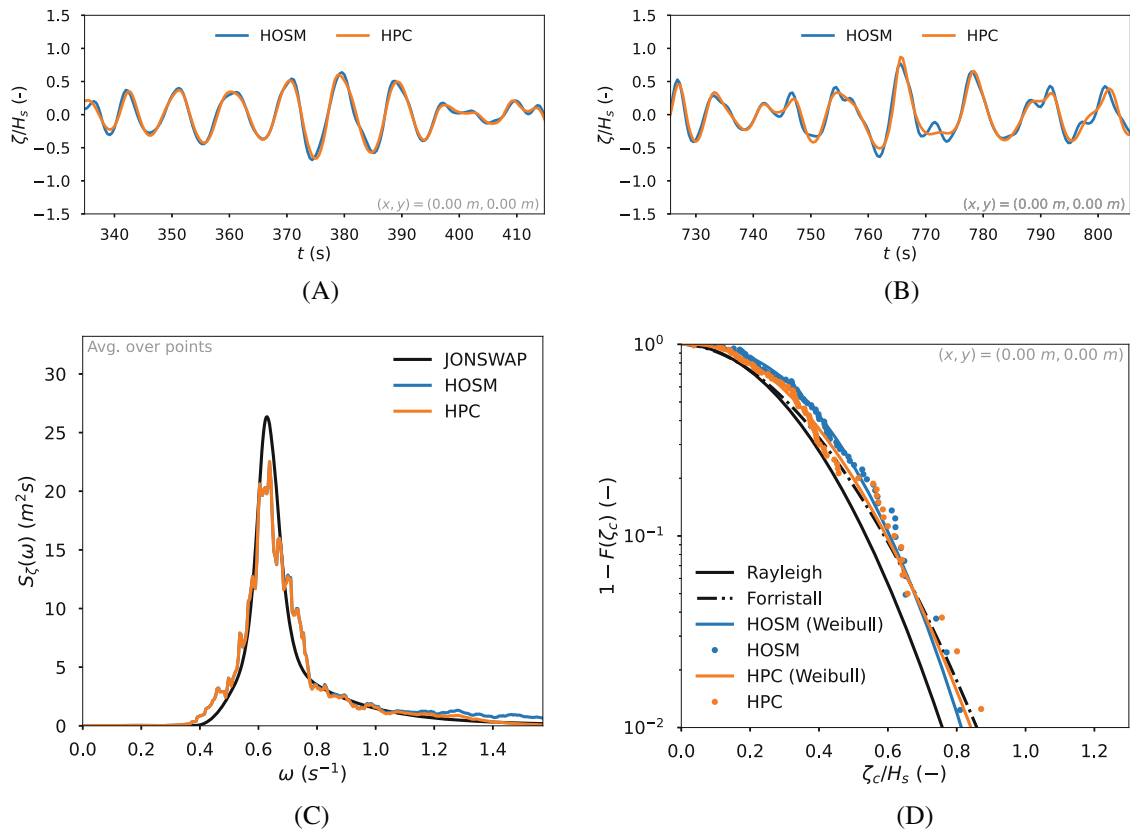 HOSM HPC
1.5
1.0
0.5
0.0
−0.5
−1.0
−1.5
ζ/H_s (-)
(x, y) = (0.00 m, 0.00 m)
340 350 360 370 380 390 400 410
t (s)
(A)
HOSM HPC
1.5
1.0
0.5
0.0
−0.5
−1.0
−1.5
ζ/H_s (-)
(x, y) = (0.00 m, 0.00 m)
730 740 750 760 770 780 790 800
t (s)
(B)
Avg. over points
JONSWAP
HOSM
HPC
30
25
20
15
10
5
0
S_ζ(ω) (m²s)
0.0 0.2 0.4 0.6 0.8 1.0 1.2 1.4
ω (s⁻¹)
(C)
(x, y) = (0.00 m, 0.00 m)
10⁰
10⁻¹
10⁻²
1 − F(ζ_c) (−)
Rayleigh
Forristall
HOSM (Weibull)
HOSM
HPC (Weibull)
HPC
0.0 0.2 0.4 0.6 0.8 1.0 1.2
ζ_c/H_s (−)
(D)